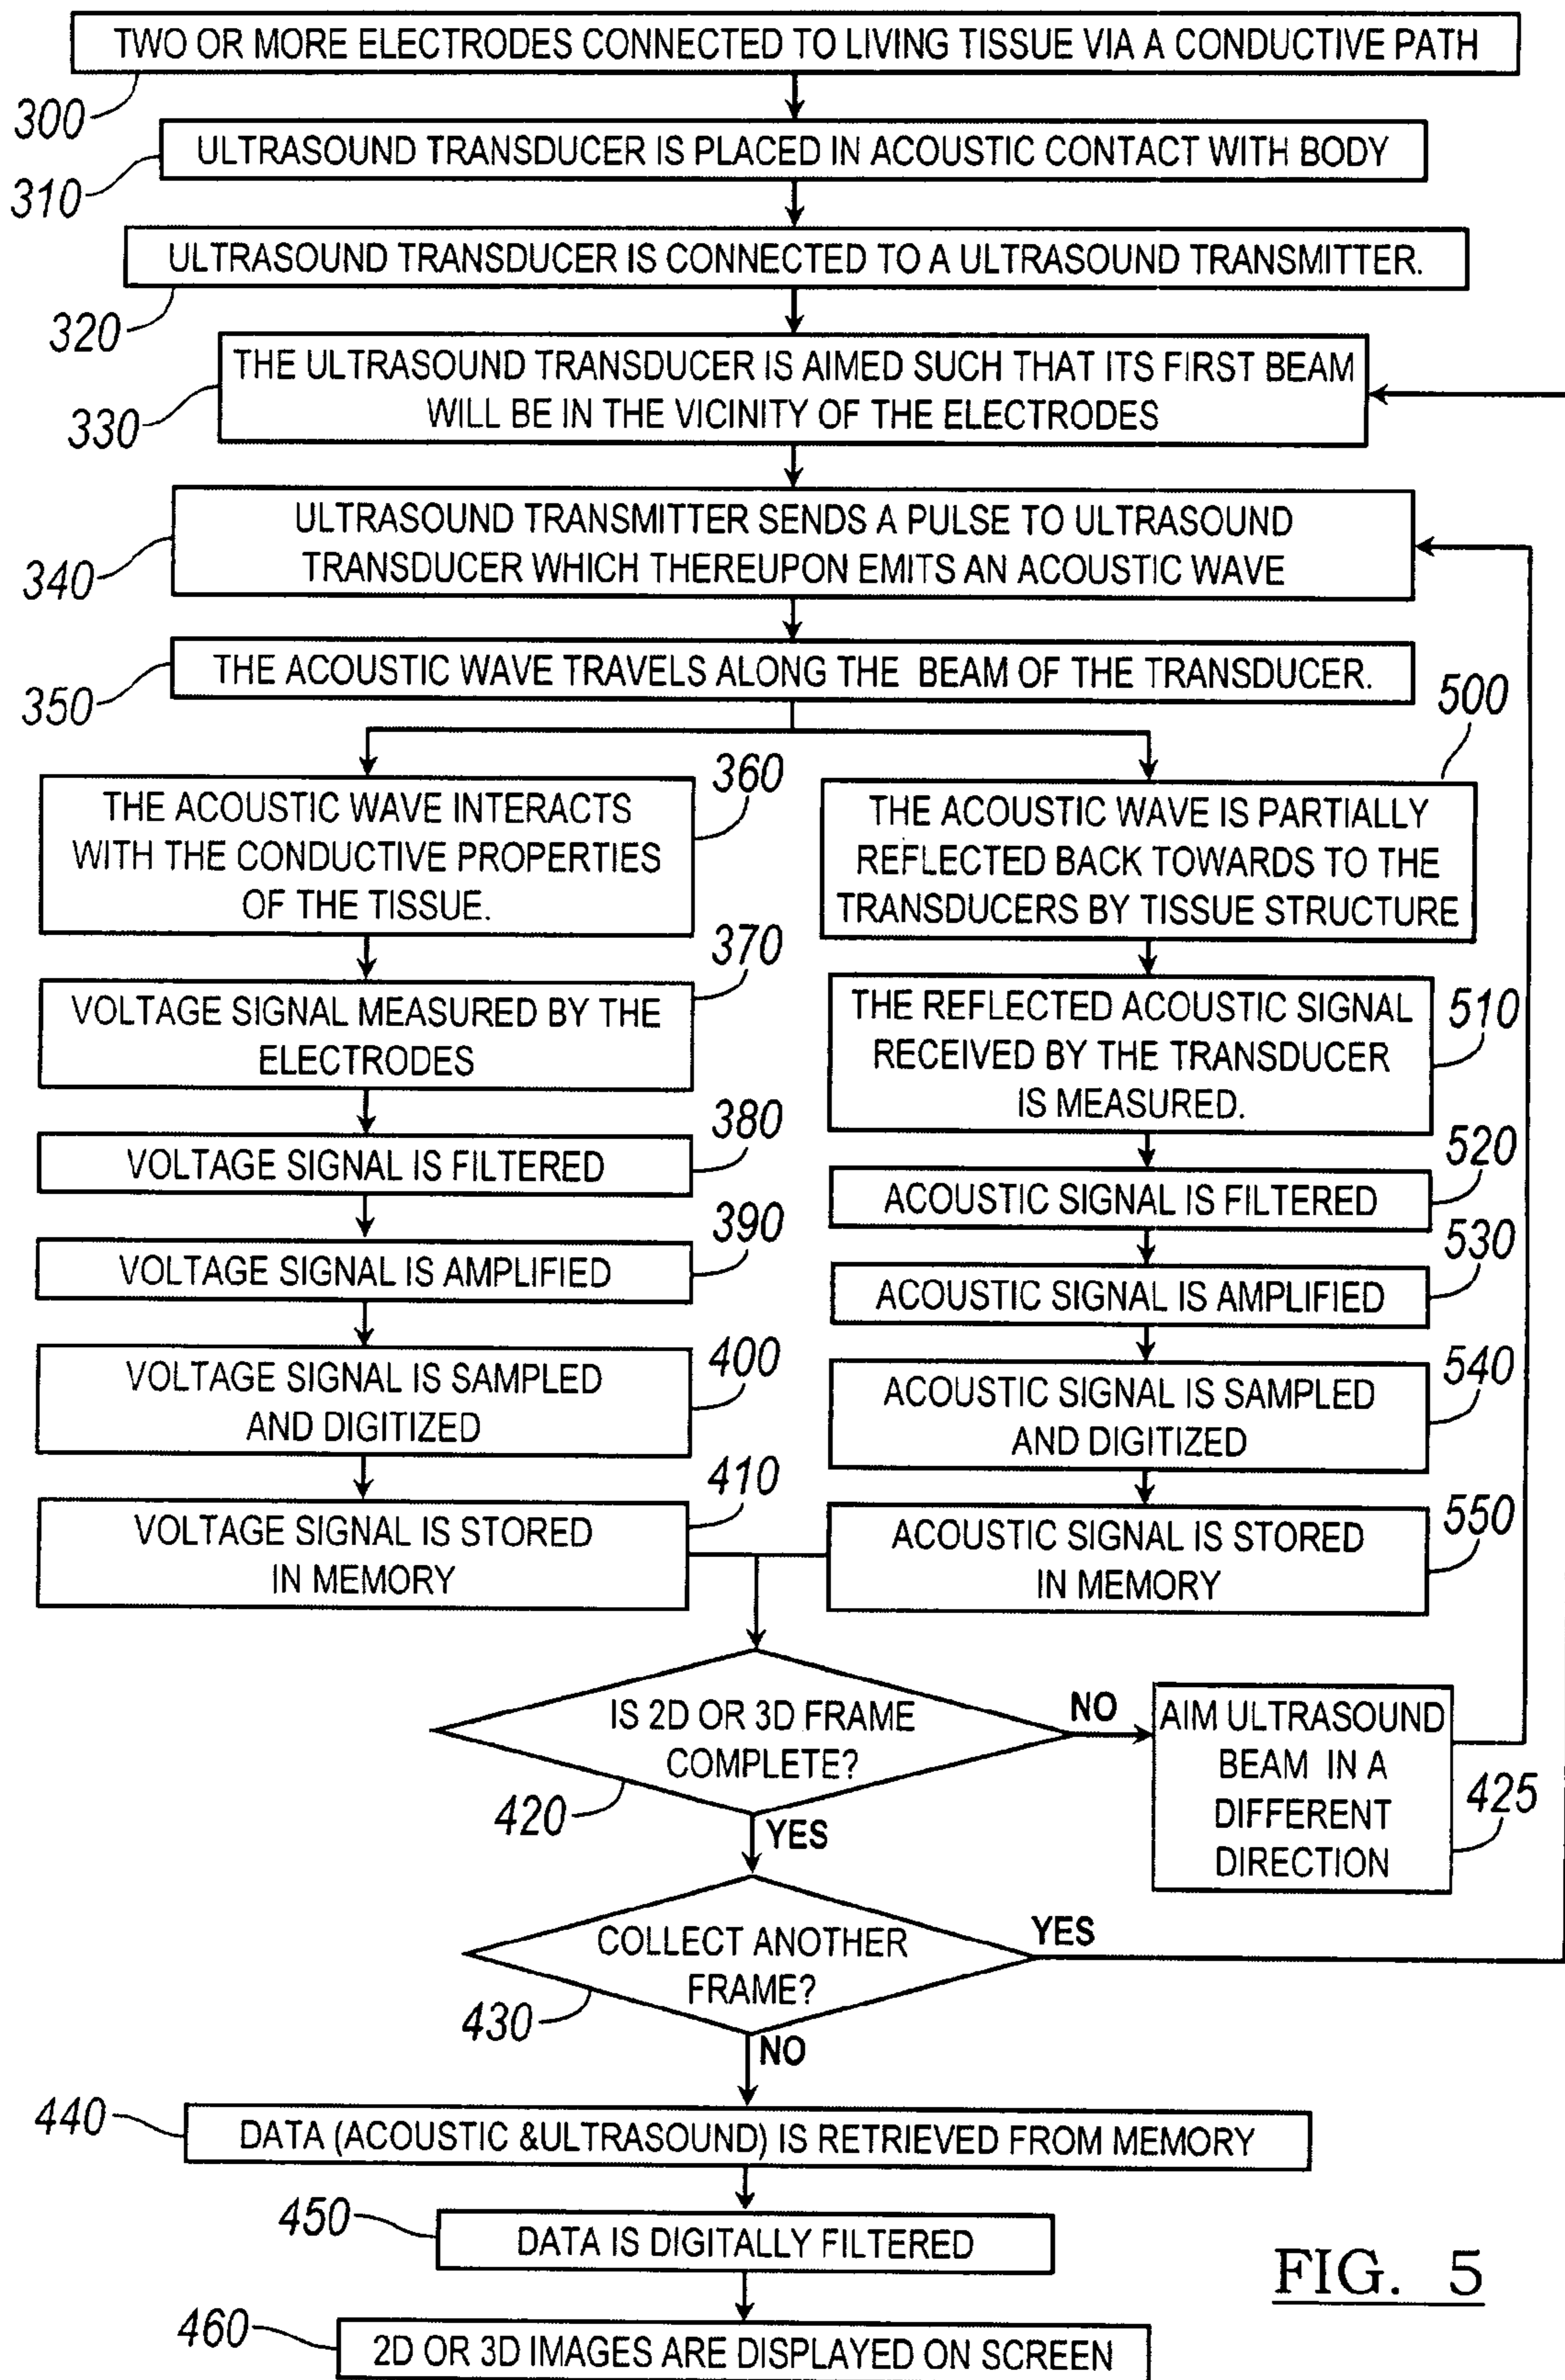 TWO OR MORE ELECTRODES CONNECTED TO LIVING TISSUE VIA A CONDUCTIVE PATH
300
ULTRASOUND TRANSDUCER IS PLACED IN ACOUSTIC CONTACT WITH BODY
310
ULTRASOUND TRANSDUCER IS CONNECTED TO A ULTRASOUND TRANSMITTER.
320
THE ULTRASOUND TRANSDUCER IS AIMED SUCH THAT ITS FIRST BEAM
WILL BE IN THE VICINITY OF THE ELECTRODES
330
ULTRASOUND TRANSMITTER SENDS A PULSE TO ULTRASOUND
TRANSDUCER WHICH THEREUPON EMITS AN ACOUSTIC WAVE
340
THE ACOUSTIC WAVE TRAVELS ALONG THE BEAM OF THE TRANSDUCER.
350
THE ACOUSTIC WAVE INTERACTS
WITH THE CONDUCTIVE PROPERTIES
OF THE TISSUE.
360
VOLTAGE SIGNAL MEASURED BY THE
ELECTRODES
370
VOLTAGE SIGNAL IS FILTERED
380
VOLTAGE SIGNAL IS AMPLIFIED
390
VOLTAGE SIGNAL IS SAMPLED
AND DIGITIZED
400
VOLTAGE SIGNAL IS STORED
IN MEMORY
410
500
THE ACOUSTIC WAVE IS PARTIALLY
REFLECTED BACK TOWARDS TO THE
TRANSDUCERS BY TISSUE STRUCTURE
THE REFLECTED ACOUSTIC SIGNAL
RECEIVED BY THE TRANSDUCER
IS MEASURED.
510
ACOUSTIC SIGNAL IS FILTERED
520
ACOUSTIC SIGNAL IS AMPLIFIED
530
ACOUSTIC SIGNAL IS SAMPLED
AND DIGITIZED
540
ACOUSTIC SIGNAL IS STORED
IN MEMORY
550
IS 2D OR 3D FRAME
COMPLETE?
420
NO
AIM ULTRASOUND
BEAM IN A
DIFFERENT
DIRECTION
425
YES
COLLECT ANOTHER
FRAME?
430
YES
NO
440
DATA (ACOUSTIC &ULTRASOUND) IS RETRIEVED FROM MEMORY
450
DATA IS DIGITALLY FILTERED
460
2D OR 3D IMAGES ARE DISPLAYED ON SCREEN
FIG. 5